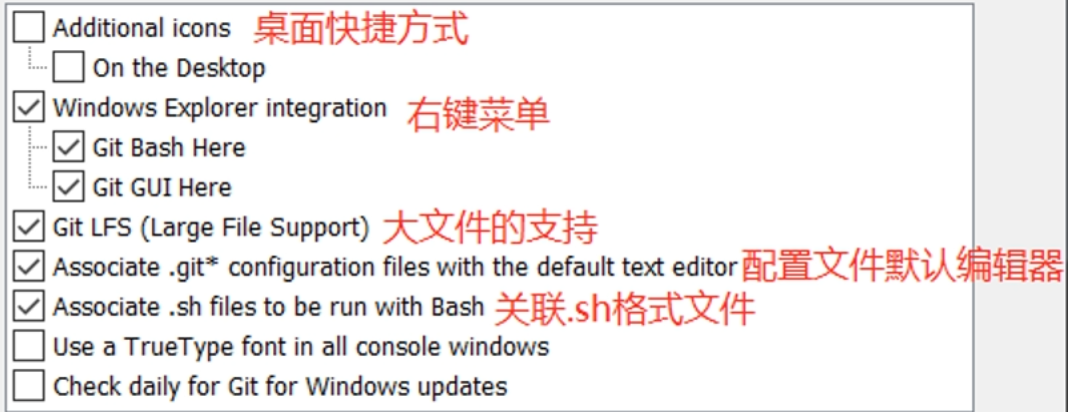 Additional icons 桌面快捷方式
On the Desktop
Windows Explorer integration 右键菜单
Git Bash Here
Git GUI Here
Git LFS (Large File Support) 大文件的支持
Associate .git* configuration files with the default text editor 配置文件默认编辑器
Associate .sh files to be run with Bash 关联.sh格式文件
Use a TrueType font in all console windows
Check daily for Git for Windows updates